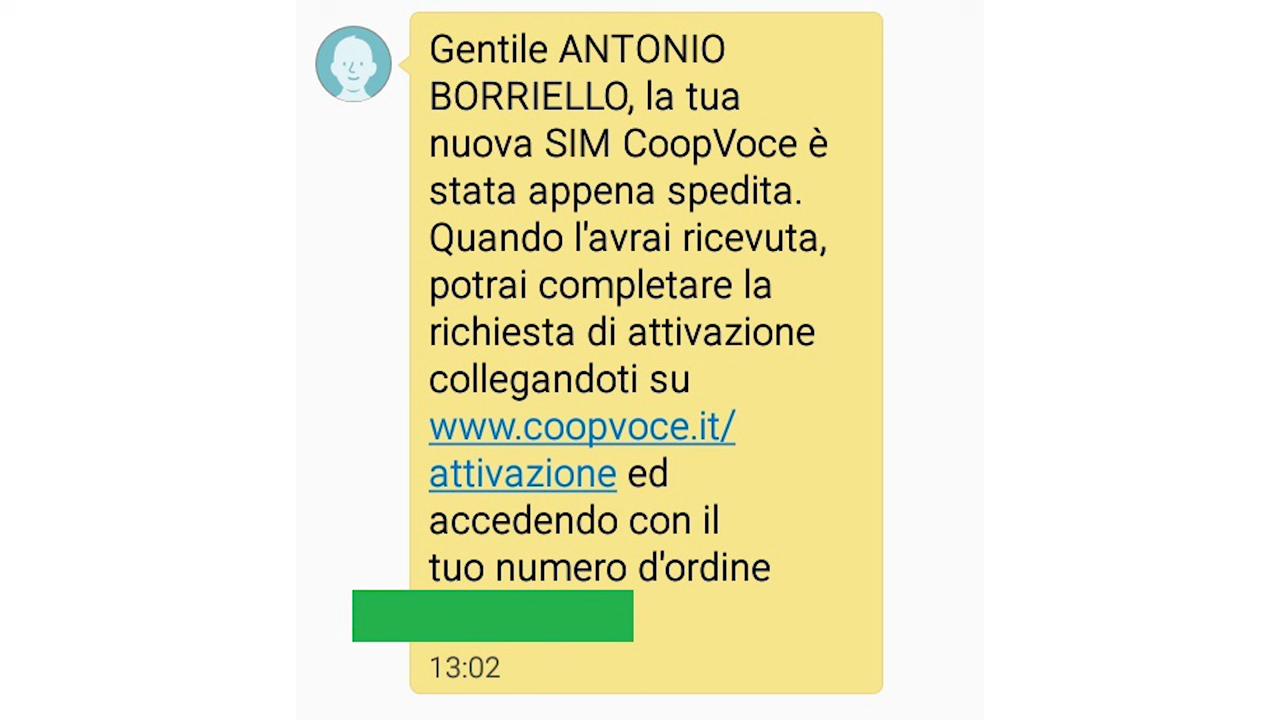 Gentile ANTONIO
BORRIELLO, la tua
nuova SIM CoopVoce è
stata appena spedita.
Quando l'avrai ricevuta,
potrai completare la
richiesta di attivazione
collegandoti su
www.coopvoce.it/
attivazione ed
accedendo con il
tuo numero d'ordine
13:02